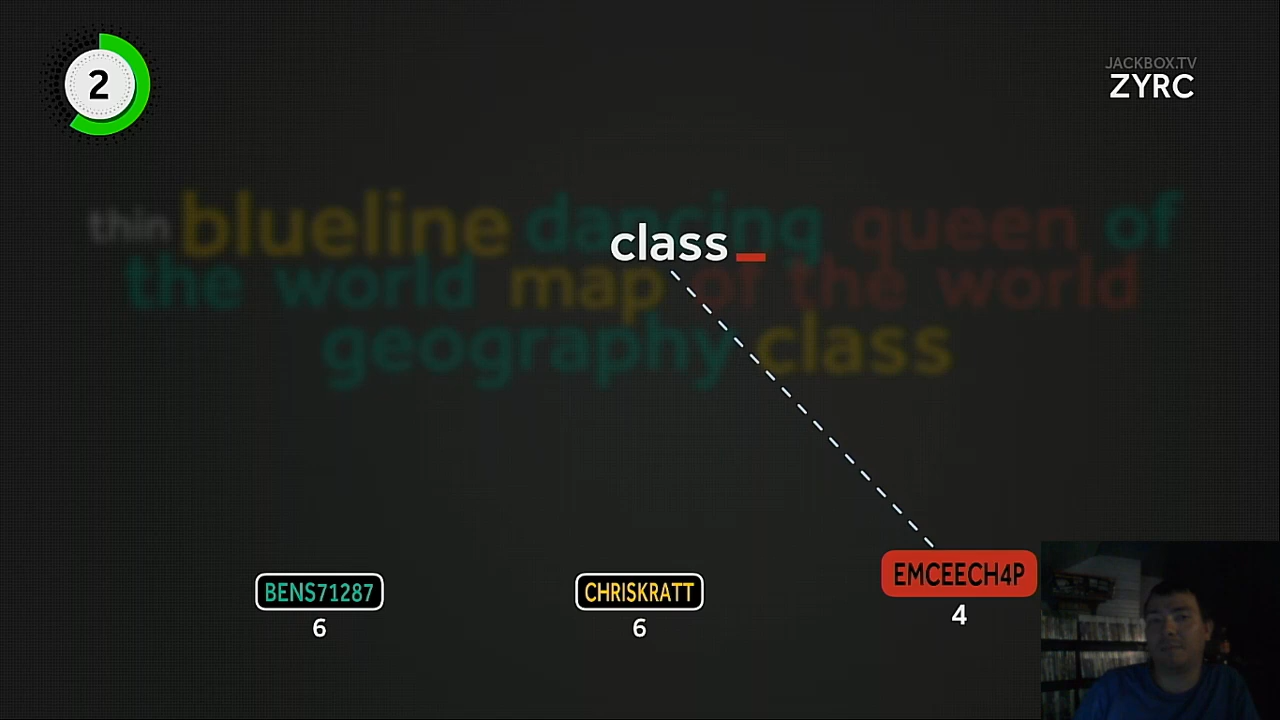 2
JACKBOX.TV
ZYRC
thin blueline dancing queen of
class
the world map of the world
geography class
BENS71287
CHRISKRATT
EMCEECH4P
6
6
4